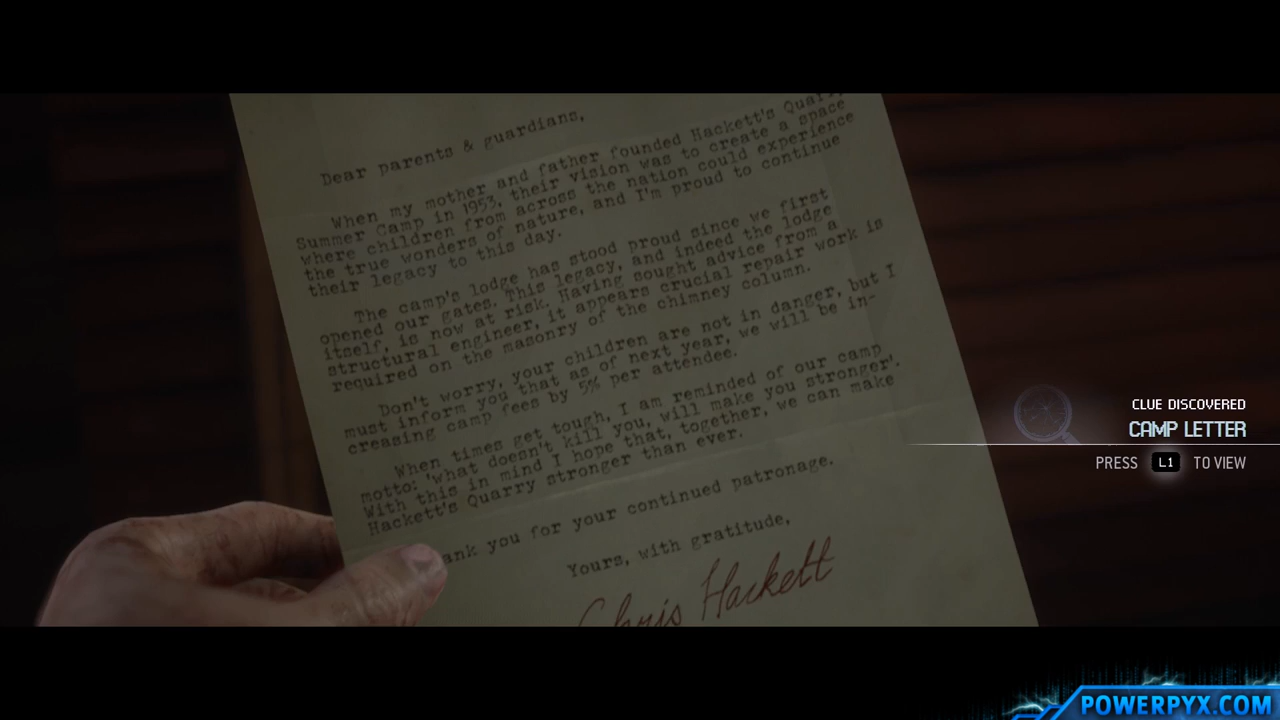 Dear parents & guardians,
When my mother and father founded Hackett's Quarry
Summer Camp in 1953, their vision was to create a space
where children from across the nation could experience
the true wonders of nature, and I'm proud to continue
their legacy to this day.
The camp's lodge has stood proud since we first
opened our gates. This legacy, and indeed the lodge
itself, is now at risk. Having sought advice from a
structural engineer, it appears crucial repair work is
required on the masonry of the chimney column.
Don't worry, your children are not in danger, but I
must inform you that as of next year, we will be in-
creasing camp fees by 5% per attendee.
When times get tough, I am reminded of our camp
motto: 'what doesn't kill you, will make you stronger'.
With this in mind I hope that, together, we can make
Hackett's Quarry stronger than ever.
ank you for your continued patronage.
Yours, with gratitude,
Chris Hackett
CLUE DISCOVERED
CAMP LETTER
PRESS L1 TO VIEW
POWERPYX.COM